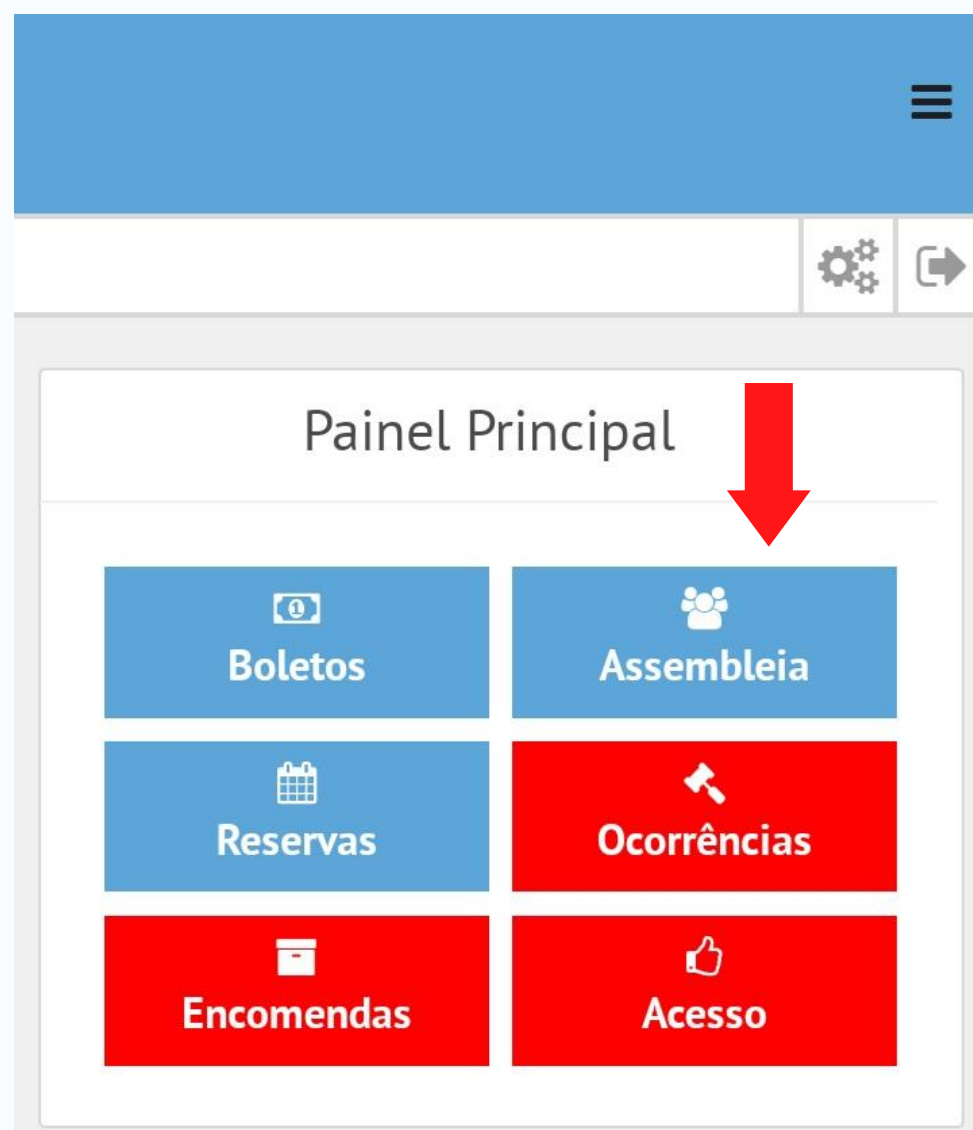 Painel Principal
Boletos
Assembleia
Reservas
Ocorrências
Encomendas
Acesso